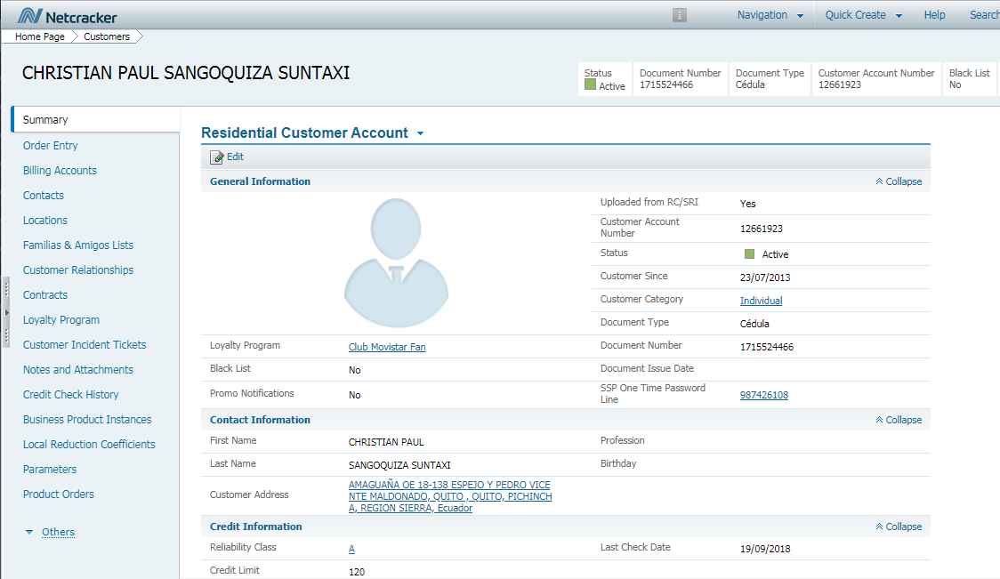 Netcracker
i
Navigation
Quick Create
Help
Search
Home Page
Customers
CHRISTIAN PAUL SANGOQUIZA SUNTAXI
Status
Active
Document Number
1715524466
Document Type
Cédula
Customer Account Number
12661923
Black List
No
Summary
Order Entry
Billing Accounts
Contacts
Locations
Familias & Amigos Lists
Customer Relationships
Contracts
Loyalty Program
Customer Incident Tickets
Notes and Attachments
Credit Check History
Business Product Instances
Local Reduction Coefficients
Parameters
Product Orders
Others
Residential Customer Account
Edit
General Information
Collapse
Uploaded from RC/SRI
Yes
Customer Account
Number
12661923
Status
Active
Customer Since
23/07/2013
Customer Category
Individual
Document Type
Cédula
Loyalty Program
Club Movistar Fan
Document Number
1715524466
Black List
No
Document Issue Date
Promo Notifications
No
SSP One Time Password
Line
987426108
Contact Information
Collapse
First Name
CHRISTIAN PAUL
Profession
Last Name
SANGOQUIZA SUNTAXI
Birthday
Customer Address
AMAGUAÑA OE 18-138 ESPEJO Y PEDRO VICE
NTE MALDONADO, QUITO , QUITO, PICHINCH
A, REGION SIERRA, Ecuador
Credit Information
Collapse
Reliability Class
A
Last Check Date
19/09/2018
Credit Limit
120